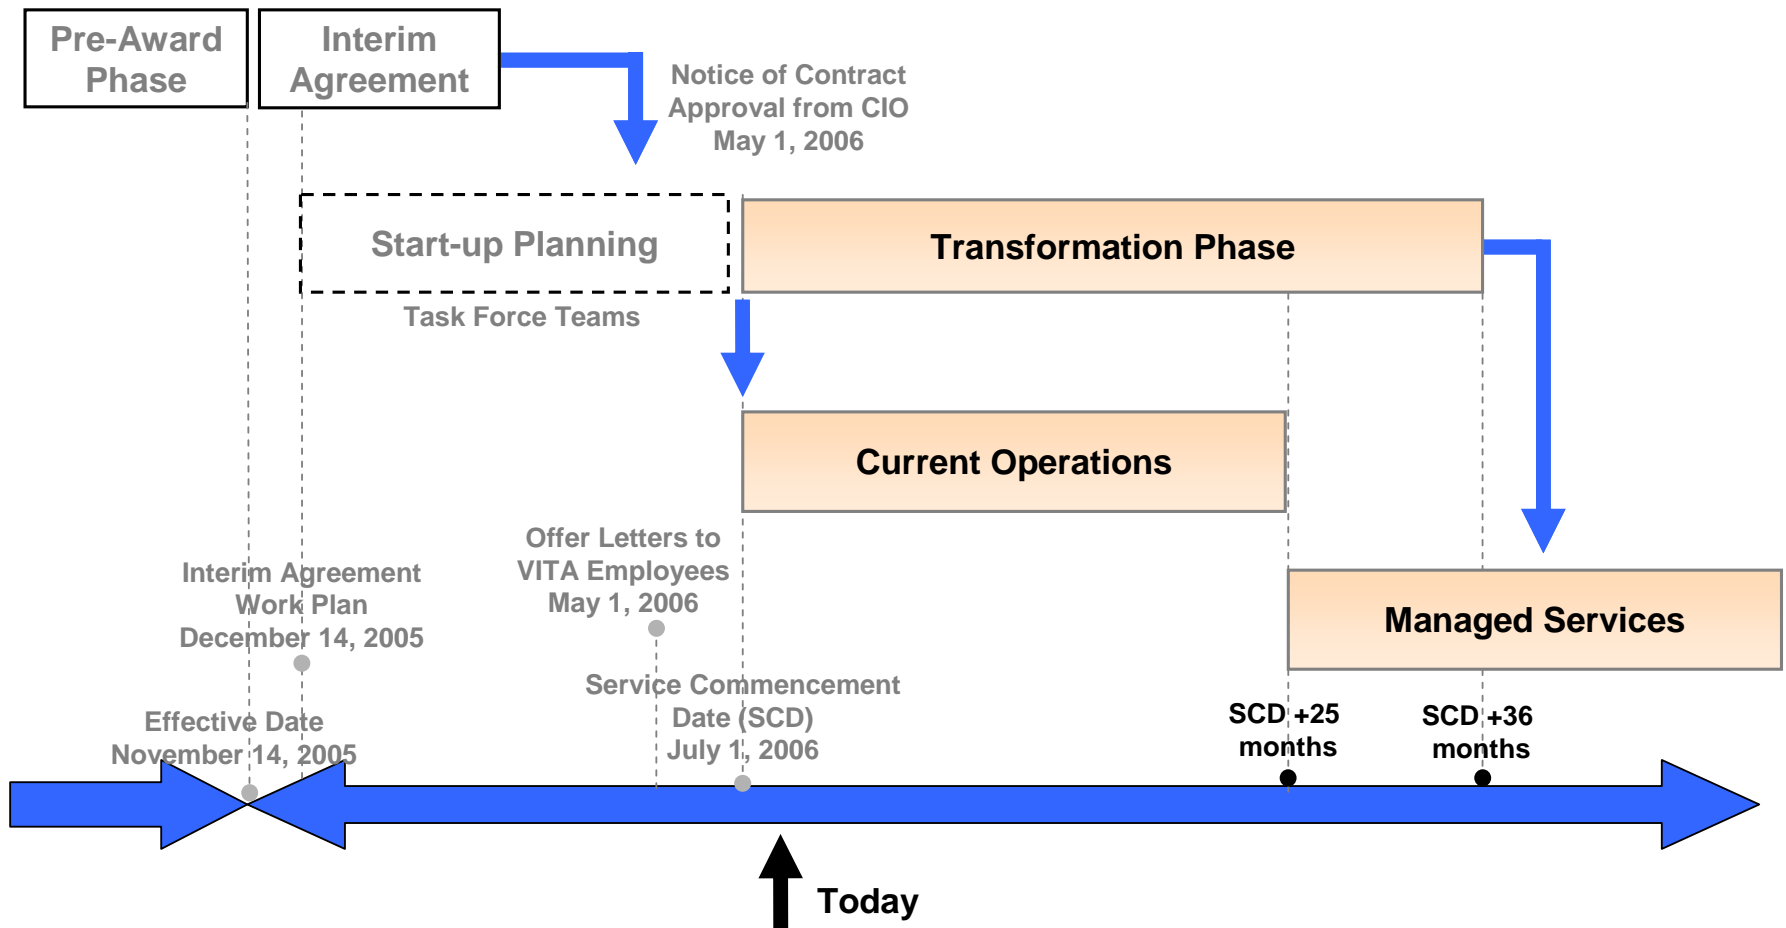 Pre-Award
Phase
Interim
Agreement
Notice of Contract
Approval from CIO
May 1, 2006
Start-up Planning
Transformation Phase
Task Force Teams
Current Operations
Offer Letters to
VITA Employees
May 1, 2006
Interim Agreement
Work Plan
December 14, 2005
Managed Services
Service Commencement
Date (SCD)
July 1, 2006
Effective Date
November 14, 2005
SCD +25
months
SCD +36
months
Today